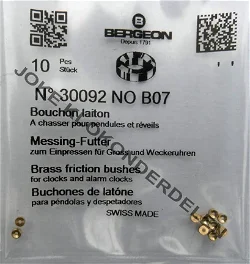 BERGEON
Depuis 1791
10 Pcs
Stück
N° 30092 NO B07
Bouchon laiton
A chasser pour pendules et réveils
Messing-Futter
zum Einpressen für Gross und Weckeruhren
Brass friction bushes
for clocks and alarm clocks
Buchones de latóne
para péndolas y despetadores
SWISS MADE